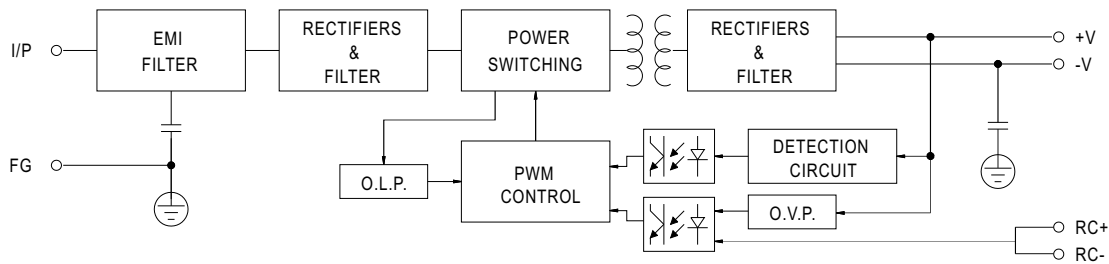 I/P
EMI
FILTER
RECTIFIERS
&
FILTER
POWER
SWITCHING
RECTIFIERS
&
FILTER
+V
-V
FG
O.L.P.
PWM
CONTROL
DETECTION
CIRCUIT
O.V.P.
RC+
RC-